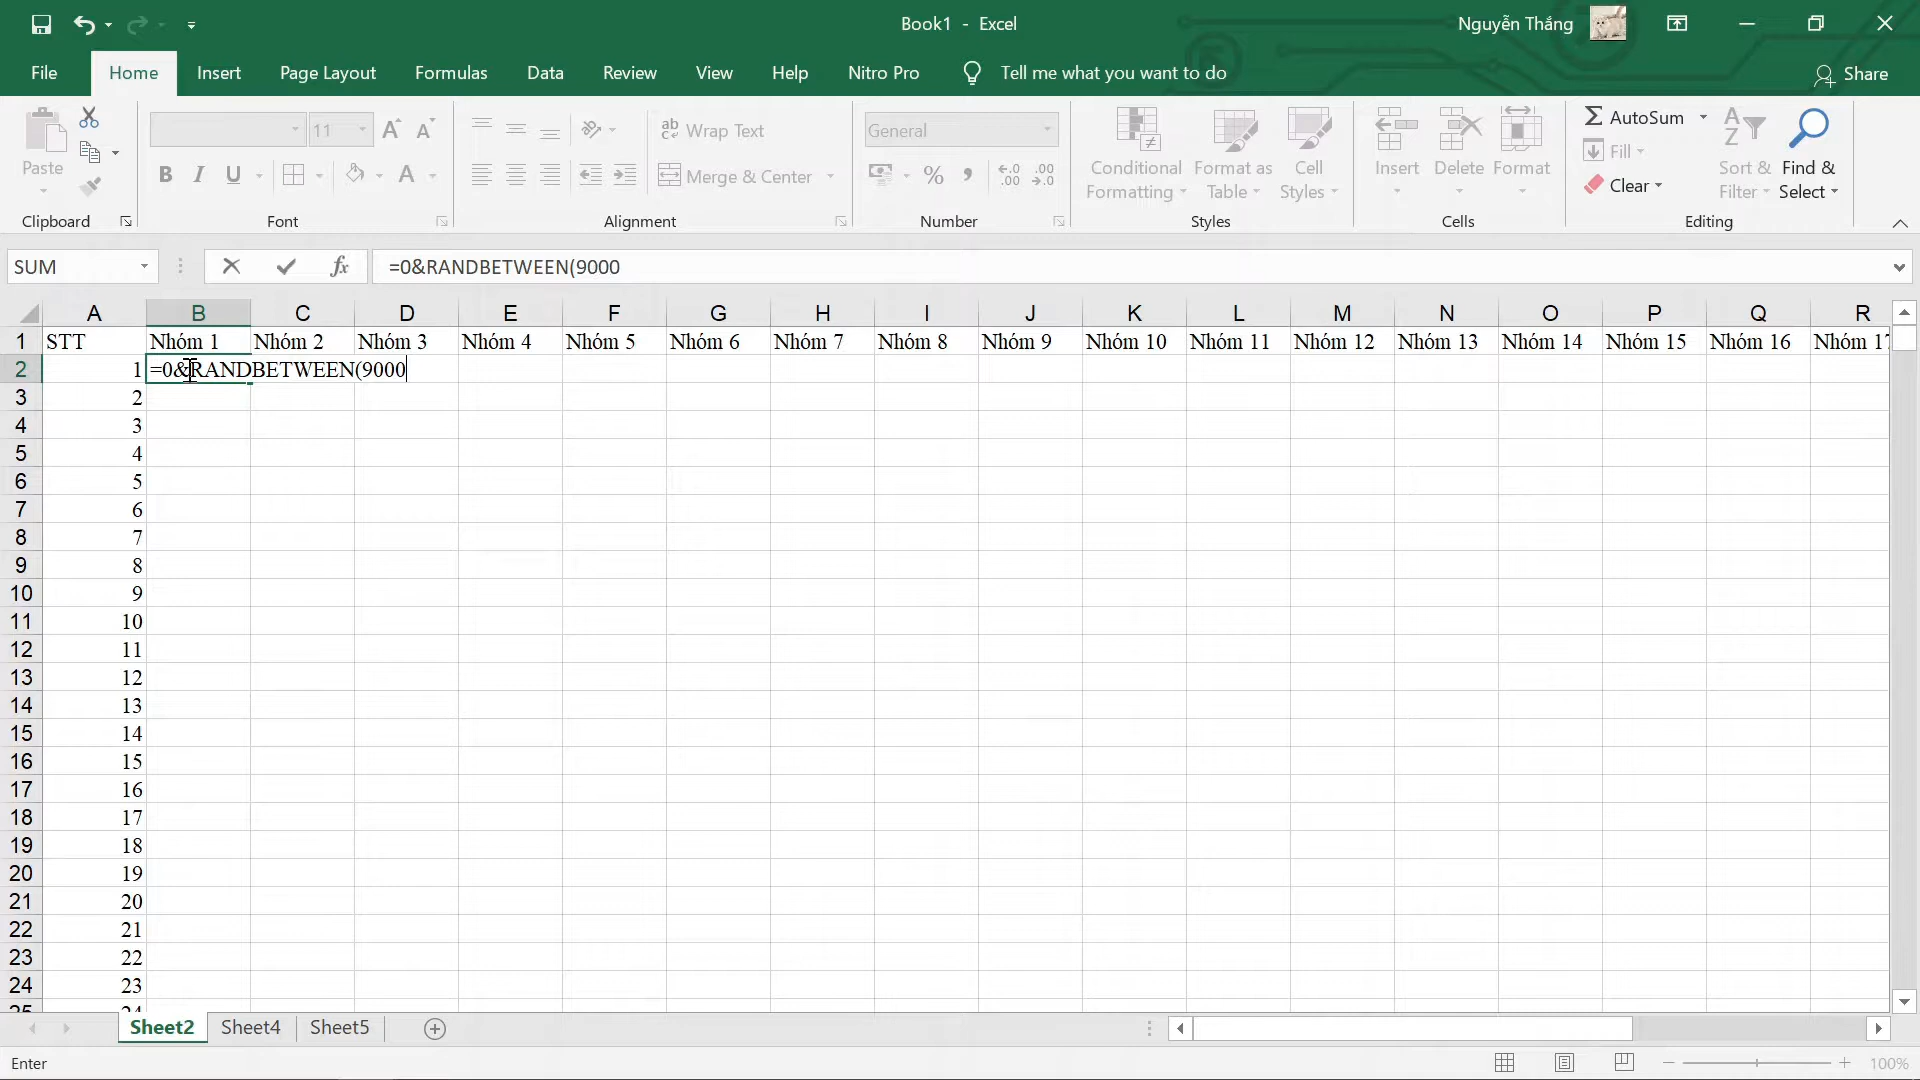 Book1 - Excel
Nguyễn Thắng
File Home Insert Page Layout Formulas Data Review View Help Nitro Pro Tell me what you want to do Share
Paste
Clipboard
11
B I U A
Font
Wrap Text
Merge & Center
Alignment
General
% , .00
Number
Conditional Formatting
Format as Table
Cell Styles
Styles
Insert Delete Format
Cells
AutoSum
Fill
Clear
Sort & Filter
Find & Select
Editing
SUM fx =0&RANDBETWEEN(9000
A B C D E F G H I J K L M N O P Q R
1 STT Nhóm 1 Nhóm 2 Nhóm 3 Nhóm 4 Nhóm 5 Nhóm 6 Nhóm 7 Nhóm 8 Nhóm 9 Nhóm 10 Nhóm 11 Nhóm 12 Nhóm 13 Nhóm 14 Nhóm 15 Nhóm 16 Nhóm 17
2 1 =0&RANDBETWEEN(9000
3 2
4 3
5 4
6 5
7 6
8 7
9 8
10 9
11 10
12 11
13 12
14 13
15 14
16 15
17 16
18 17
19 18
20 19
21 20
22 21
23 22
24 23
25 24
Sheet2 Sheet4 Sheet5
Enter
100%